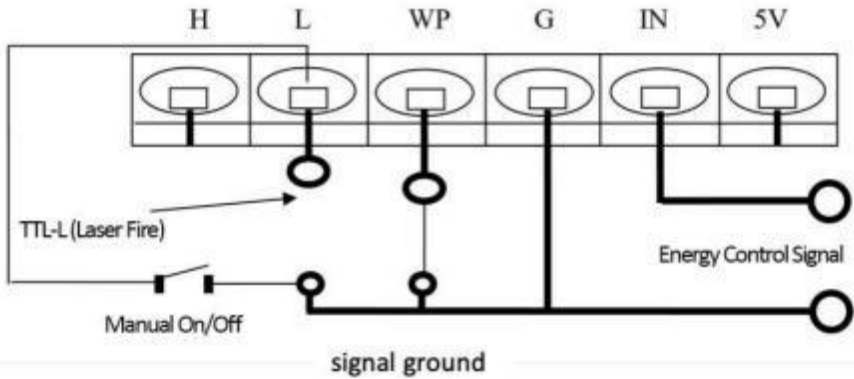 H L WP G IN 5V
TTL-L (Laser Fire)
Energy Control Signal
Manual On/Off
signal ground